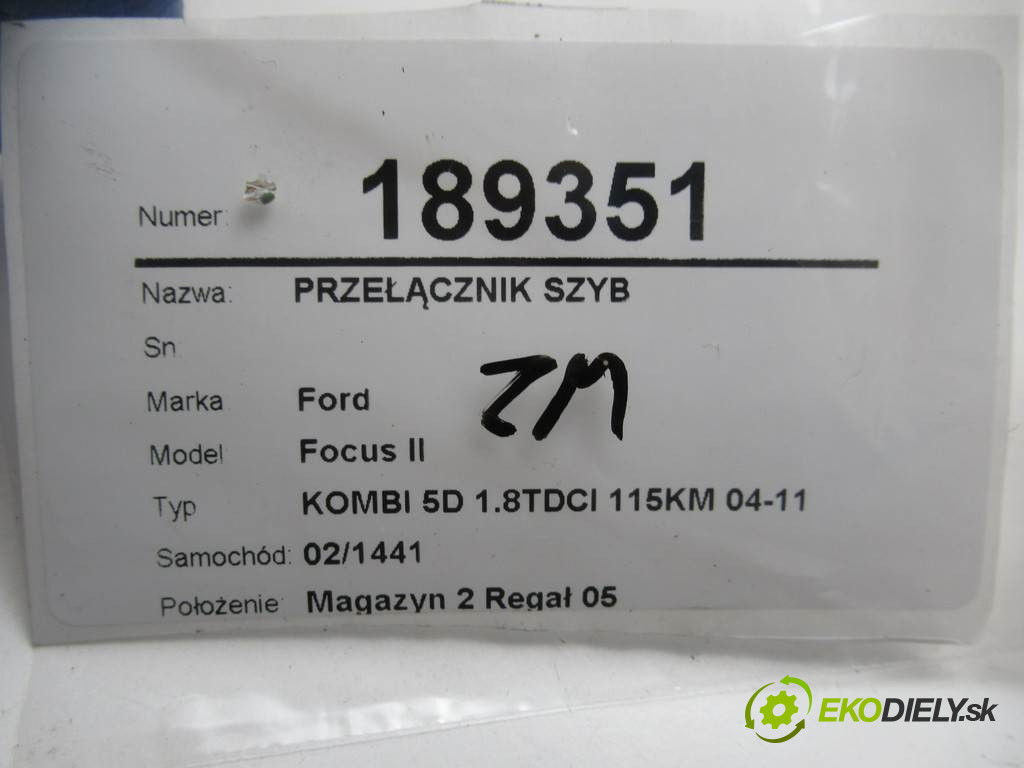 Numer: 189351
Nazwa: PRZEŁĄCZNIK SZYB
Sn
Marka Ford
ZM
Model Focus II
Typ KOMBI 5D 1.8TDCI 115KM 04-11
Samochód: 02/1441
Położenie Magazyn 2 Regał 05
EKODIELY.sk